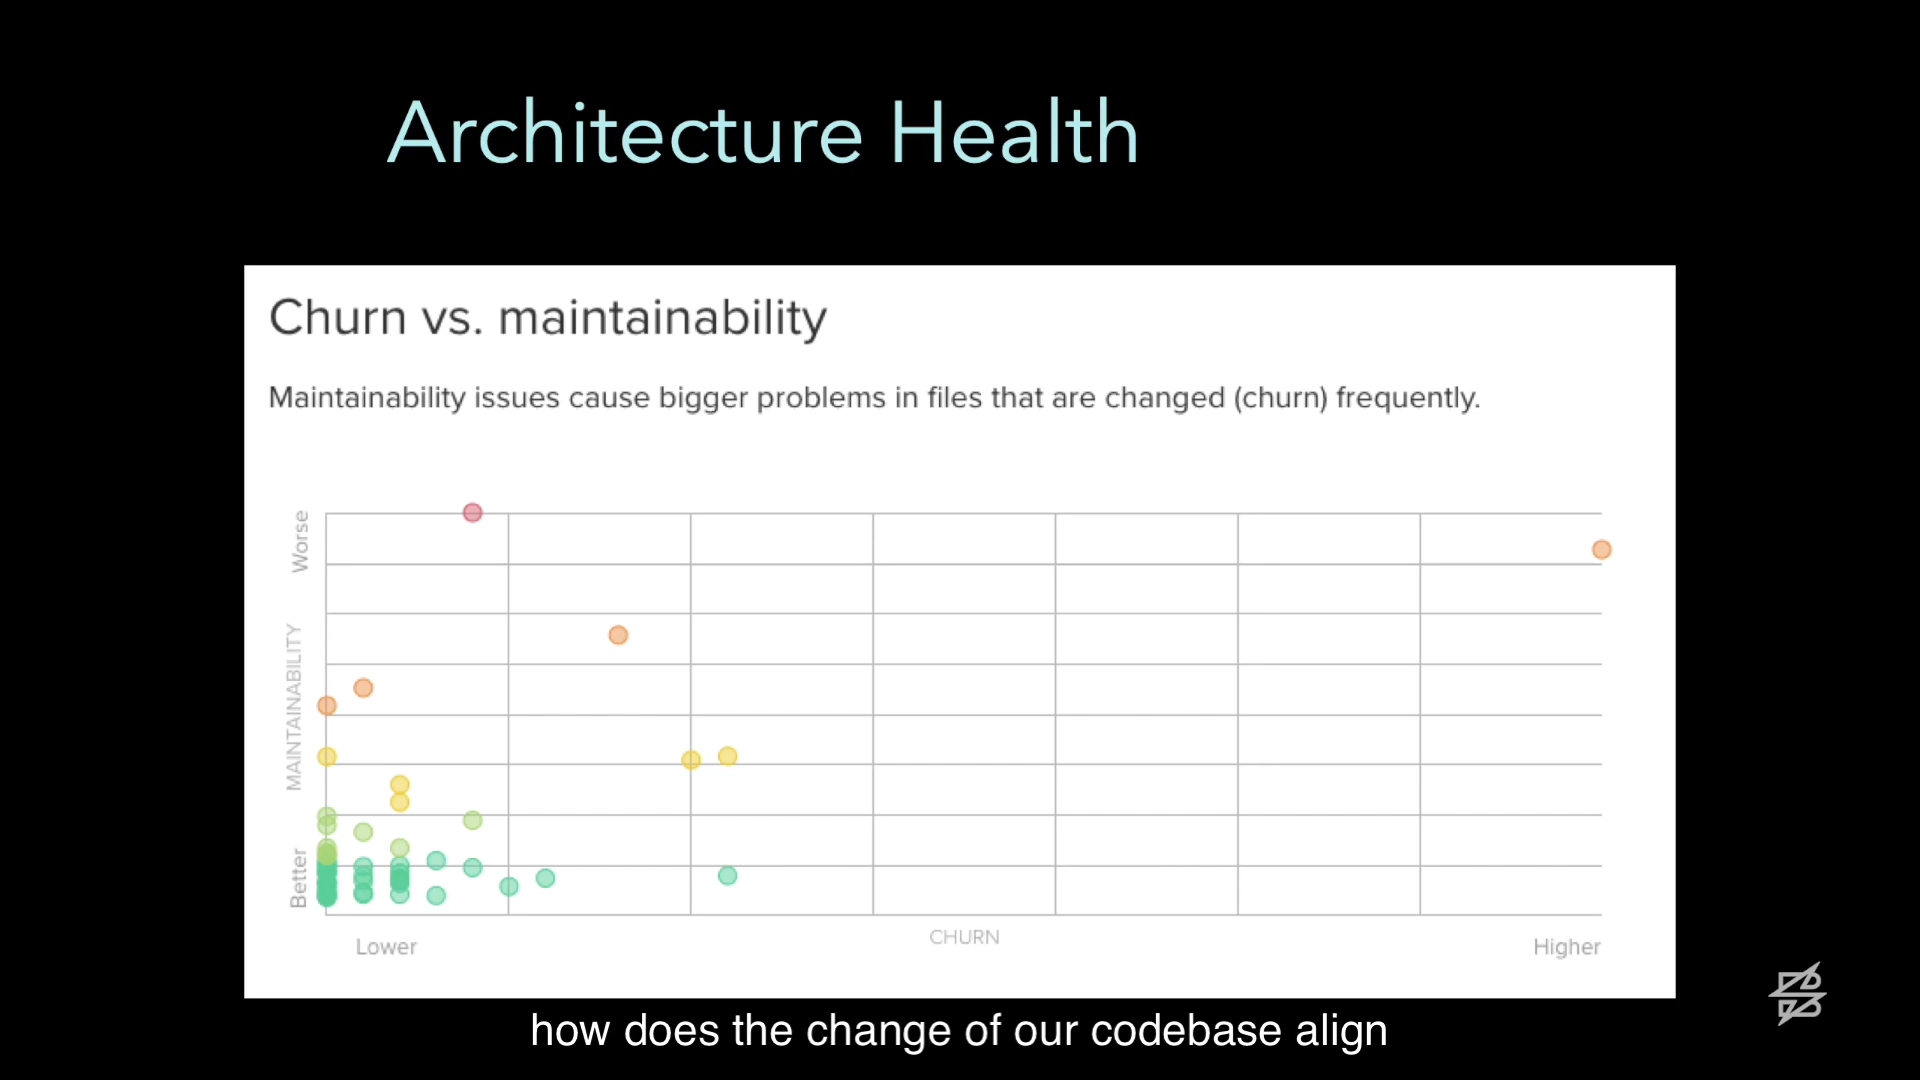 Architecture Health
Churn vs. maintainability
Maintainability issues cause bigger problems in files that are changed (churn) frequently.
Worse
MAINTAINABILITY
Better
Lower
CHURN
Higher
how does the change of our codebase align